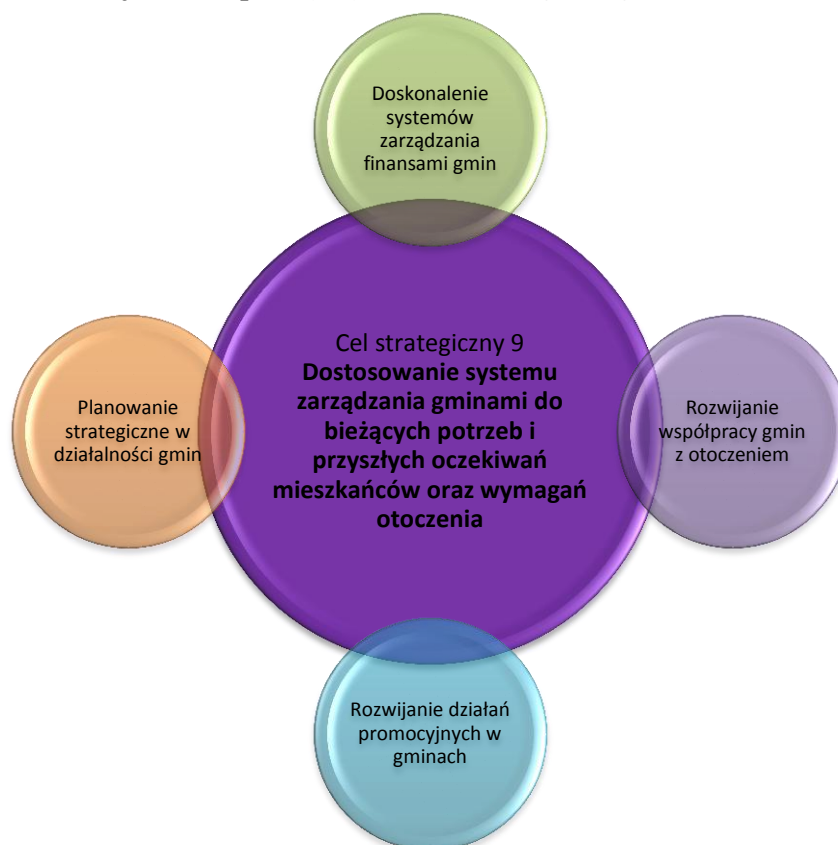 Doskonalenie
systemów
zarządzania
finansami gmin
Cel strategiczny 9
Dostosowanie systemu
zarządzania gminami do
bieżących potrzeb i
przyszłych oczekiwań
mieszkańców oraz wymagań
otoczenia
Planowanie
strategiczne w
działalności gmin
Rozwijanie
współpracy gmin
z otoczeniem
Rozwijanie działań
promocyjnych w
gminach